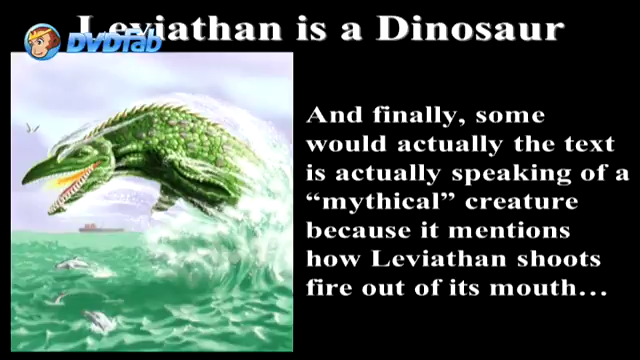 Leviathan is a Dinosaur
DVDFab
And finally, some
would actually the text
is actually speaking of a
“mythical” creature
because it mentions
how Leviathan shoots
fire out of its mouth...